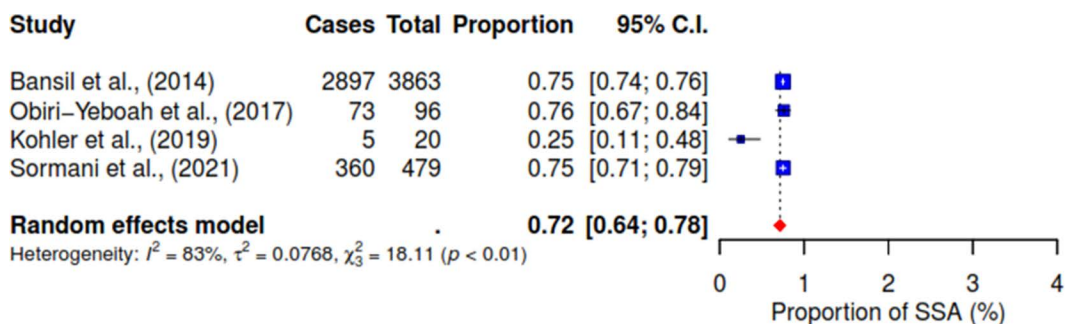 Study Cases Total Proportion 95% C.I.
Bansil et al., (2014) 2897 3863 0.75 [0.74; 0.76]
Obiri−Yeboah et al., (2017) 73 96 0.76 [0.67; 0.84]
Kohler et al., (2019) 5 20 0.25 [0.11; 0.48]
Sormani et al., (2021) 360 479 0.75 [0.71; 0.79]
Random effects model . 0.72 [0.64; 0.78]
Heterogeneity: I² = 83%, τ² = 0.0768, χ²₃ = 18.11 (p < 0.01)
0 1 2 3 4
Proportion of SSA (%)